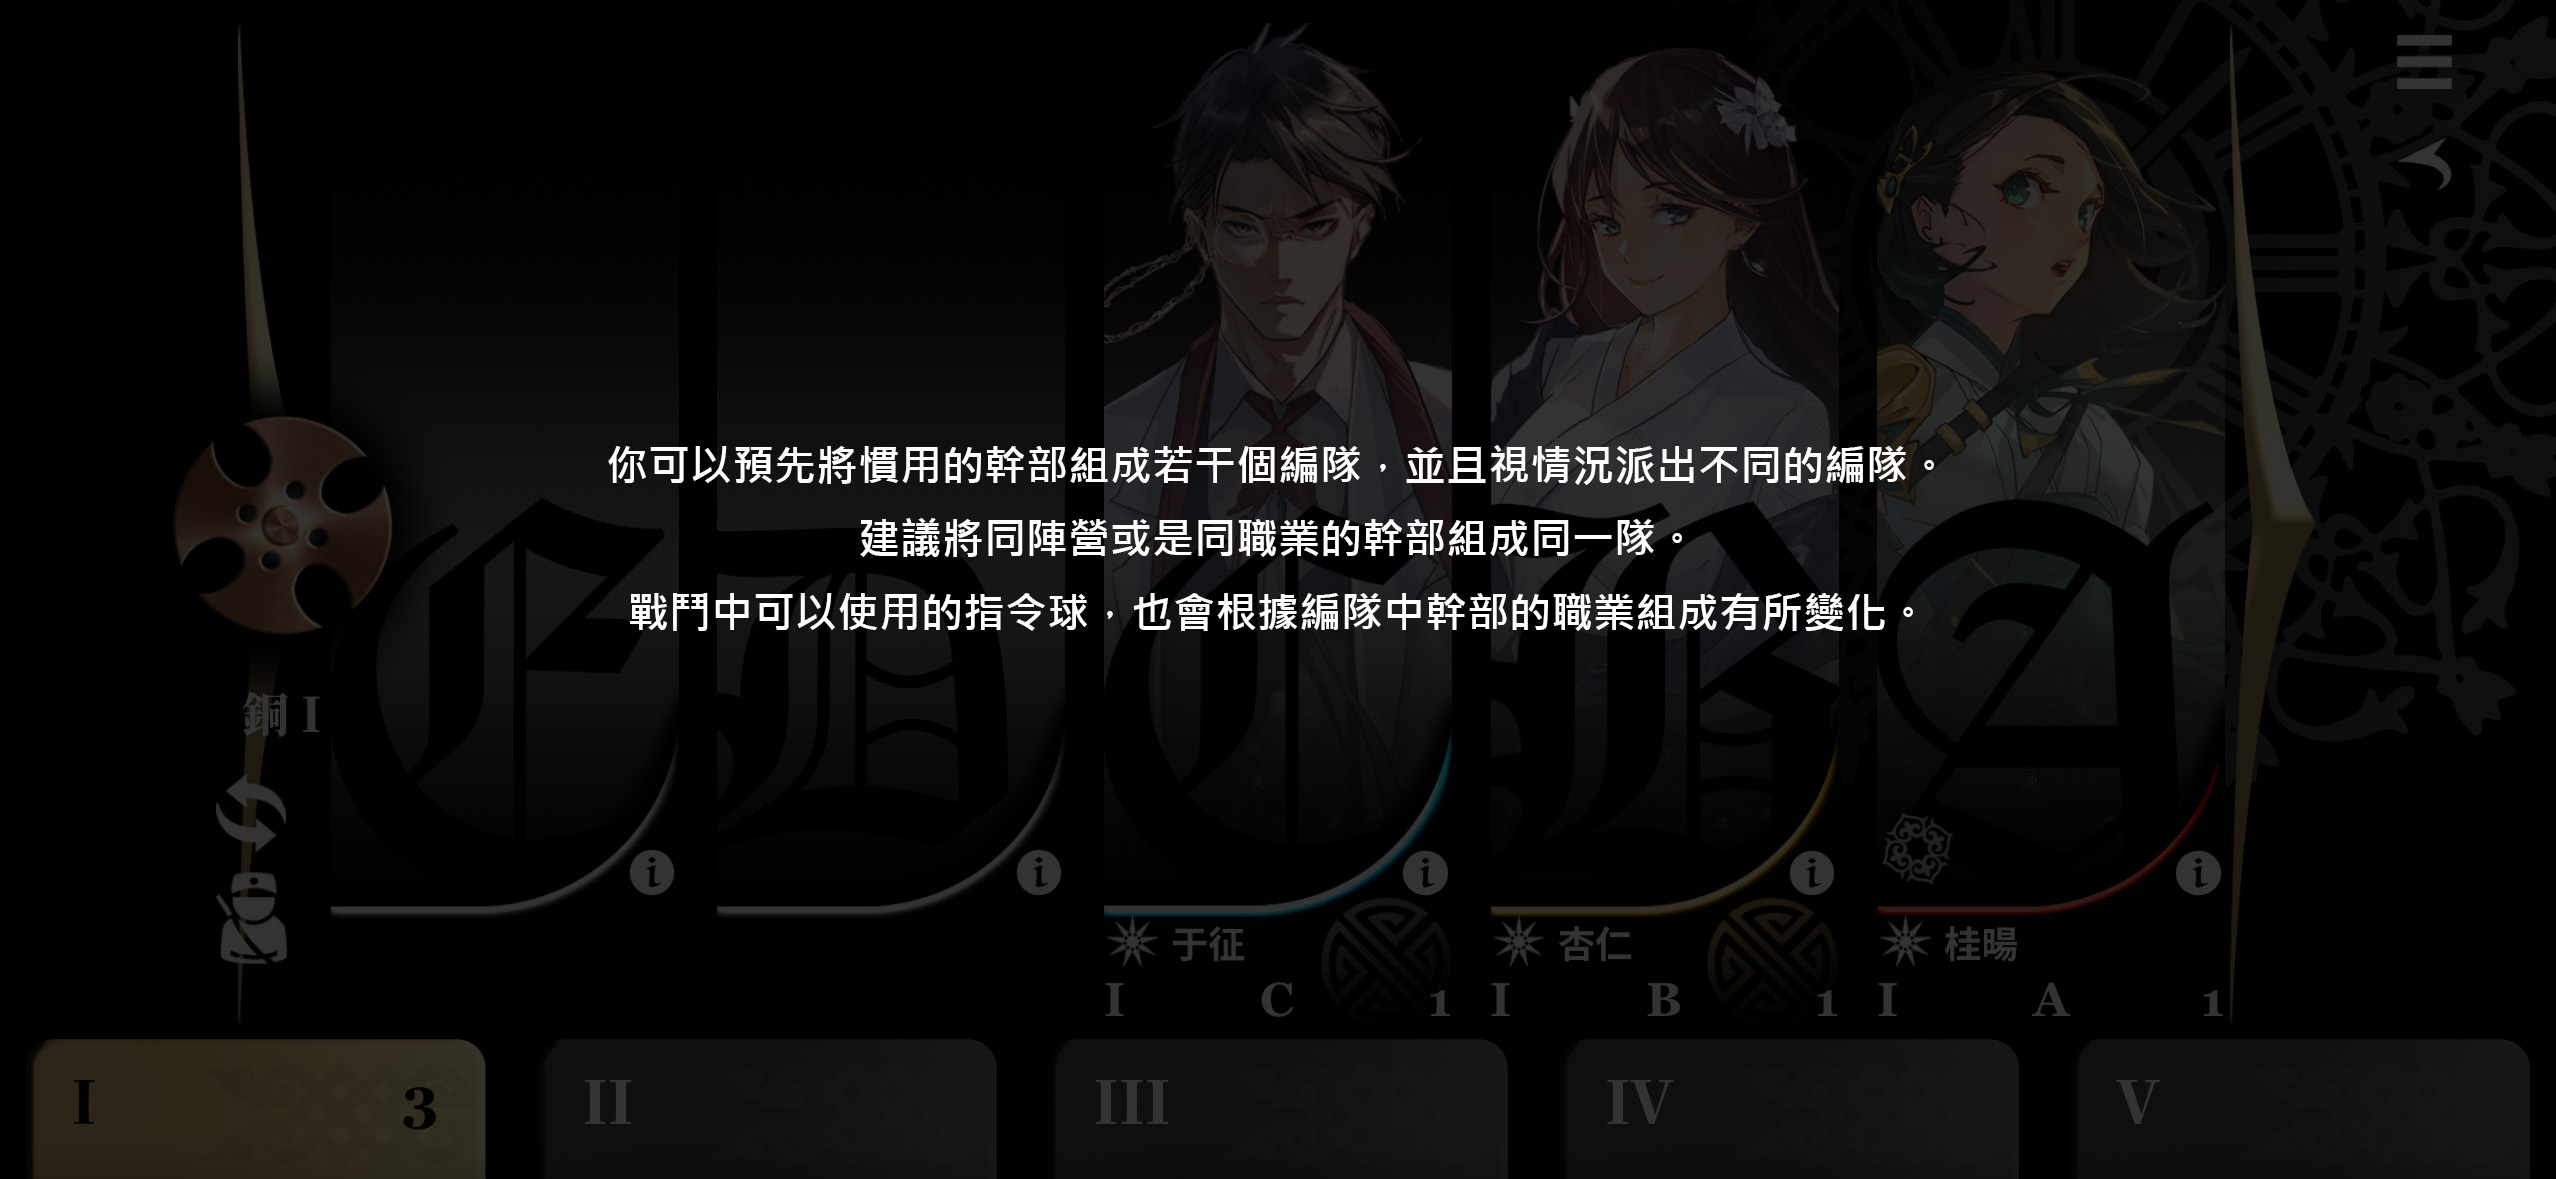 你可以預先將慣用的幹部組成若干個編隊，並且視情況派出不同的編隊。
建議將同陣營或是同職業的幹部組成同一隊。
戰鬥中可以使用的指令球，也會根據編隊中幹部的職業組成有所變化。
E D C B A
銅 I
i i i i i
于征 杏仁 桂暘
I C 1 I B 1 I A 1
I 3 II III IV V